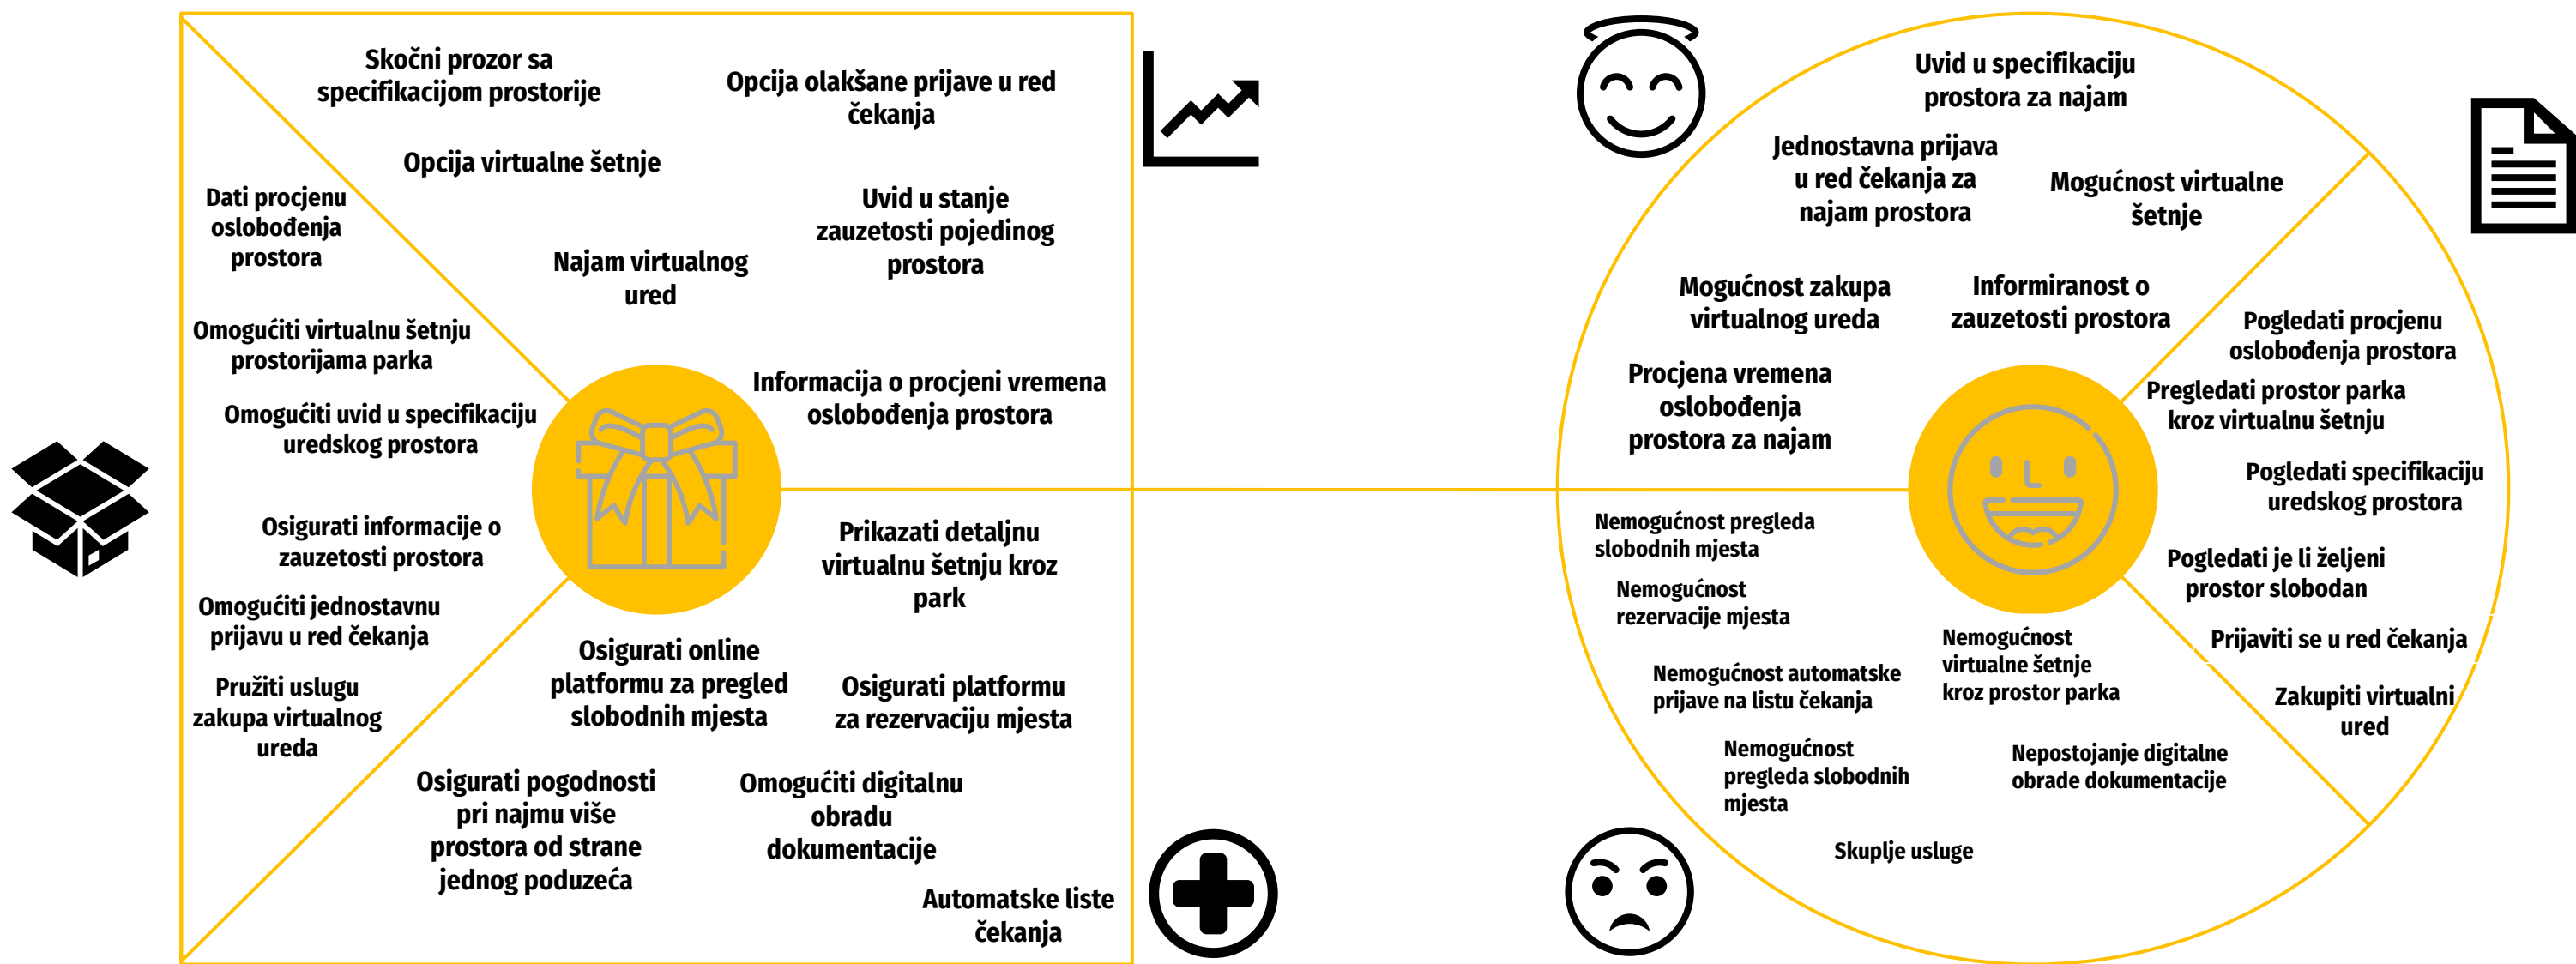 Skočni prozor sa
specifikacijom prostorije
Opcija olakšane prijave u red
čekanja
Opcija virtualne šetnje
Dati procjenu
oslobođenja
prostora
Uvid u stanje
zauzetosti pojedinog
prostora
Najam virtualnog
ured
Omogućiti virtualnu šetnju
prostorijama parka
Informacija o procjeni vremena
oslobođenja prostora
Omogućiti uvid u specifikaciju
uredskog prostora
Osigurati informacije o
zauzetosti prostora
Omogućiti jednostavnu
prijavu u red čekanja
Pružiti uslugu
zakupa virtualnog
ureda
Prikazati detaljnu
virtualnu šetnju kroz
park
Osigurati online
platformu za pregled
slobodnih mjesta
Osigurati platformu
za rezervaciju mjesta
Osigurati pogodnosti
pri najmu više
prostora od strane
jednog poduzeća
Omogućiti digitalnu
obradu
dokumentacije
Automatske liste
čekanja
Uvid u specifikaciju
prostora za najam
Jednostavna prijava
u red čekanja za
najam prostora
Mogućnost virtualne
šetnje
Mogućnost zakupa
virtualnog ureda
Informiranost o
zauzetosti prostora
Procjena vremena
oslobođenja
prostora za najam
Pogledati procjenu
oslobođenja prostora
Pregledati prostor parka
kroz virtualnu šetnju
Pogledati specifikaciju
uredskog prostora
Pogledati je li željeni
prostor slobodan
Prijaviti se u red čekanja
Zakupiti virtualni
ured
Nemogućnost pregleda
slobodnih mjesta
Nemogućnost
rezervacije mjesta
Nemogućnost automatske
prijave na listu čekanja
Nemogućnost
virtualne šetnje
kroz prostor parka
Nemogućnost
pregleda slobodnih
mjesta
Nepostojanje digitalne
obrade dokumentacije
Skuplje usluge